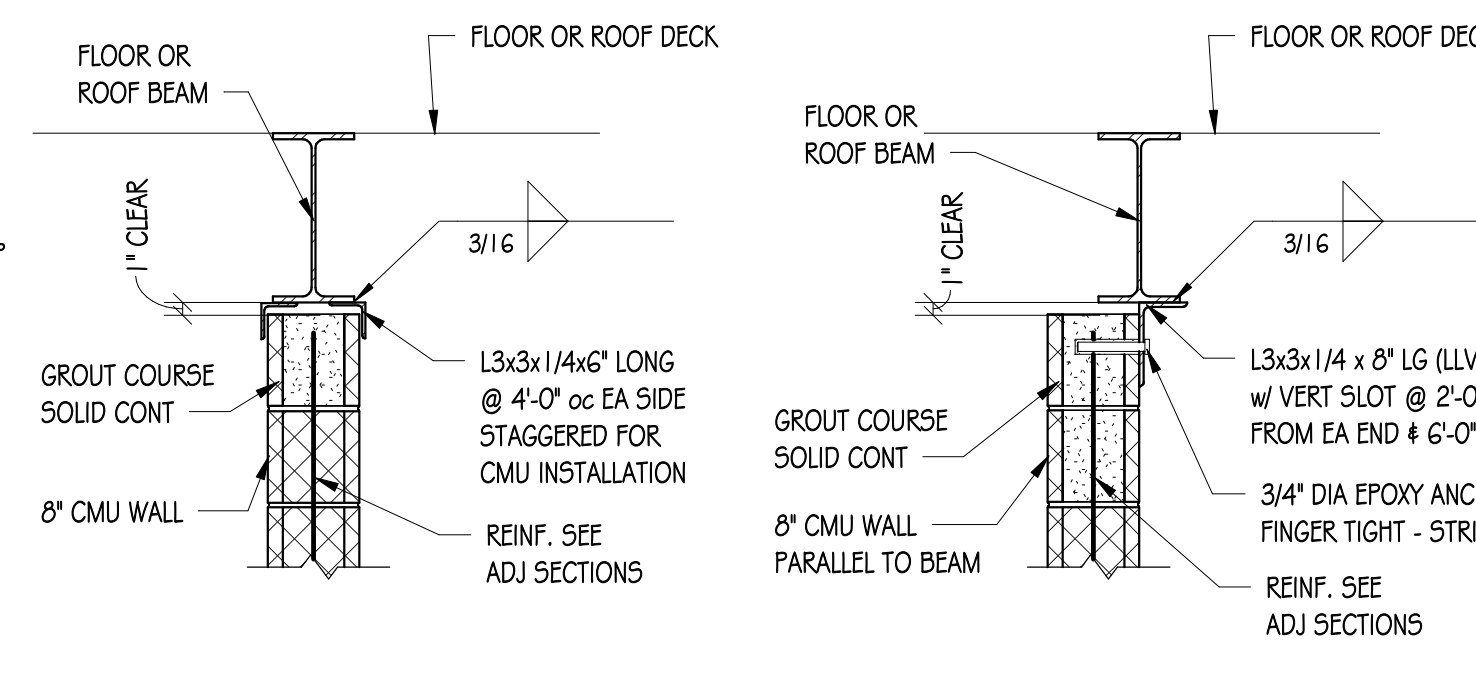 FLOOR OR
ROOF BEAM
FLOOR OR ROOF DECK
1" CLEAR
3/16
L3x3x1/4x6" LONG
@ 4'-0" oc EA SIDE
STAGGERED FOR
CMU INSTALLATION
GROUT COURSE
SOLID CONT
8" CMU WALL
REINF. SEE
ADJ SECTIONS
FLOOR OR ROOF DEC
FLOOR OR
ROOF BEAM
1" CLEAR
3/16
L3x3x1/4 x 8" LG (LLV
w/ VERT SLOT @ 2'-0
FROM EA END & 6'-0"
GROUT COURSE
SOLID CONT
3/4" DIA EPOXY ANC
FINGER TIGHT - STRI
8" CMU WALL
PARALLEL TO BEAM
REINF. SEE
ADJ SECTIONS